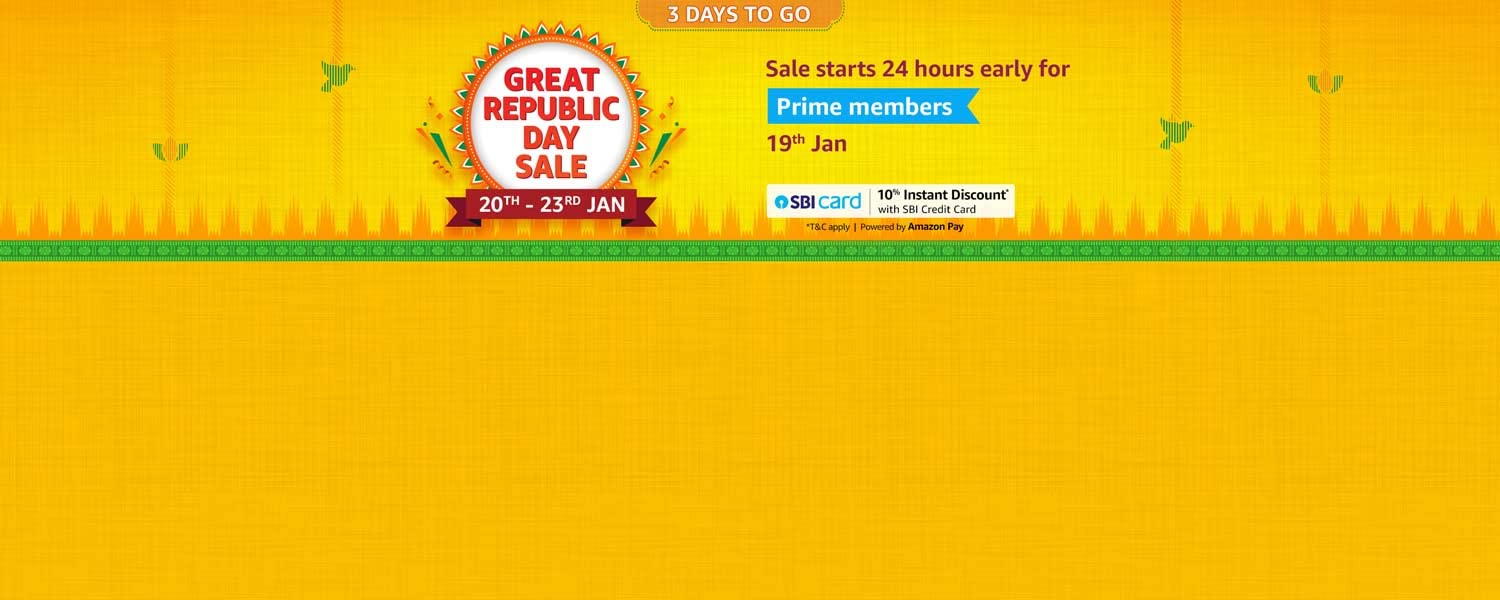 3 DAYS TO GO
GREAT
REPUBLIC
DAY
SALE
20TH - 23RD JAN
Sale starts 24 hours early for
Prime members
19th Jan
SBI card
10% Instant Discount*
with SBI Credit Card
*T&C apply | Powered by Amazon Pay